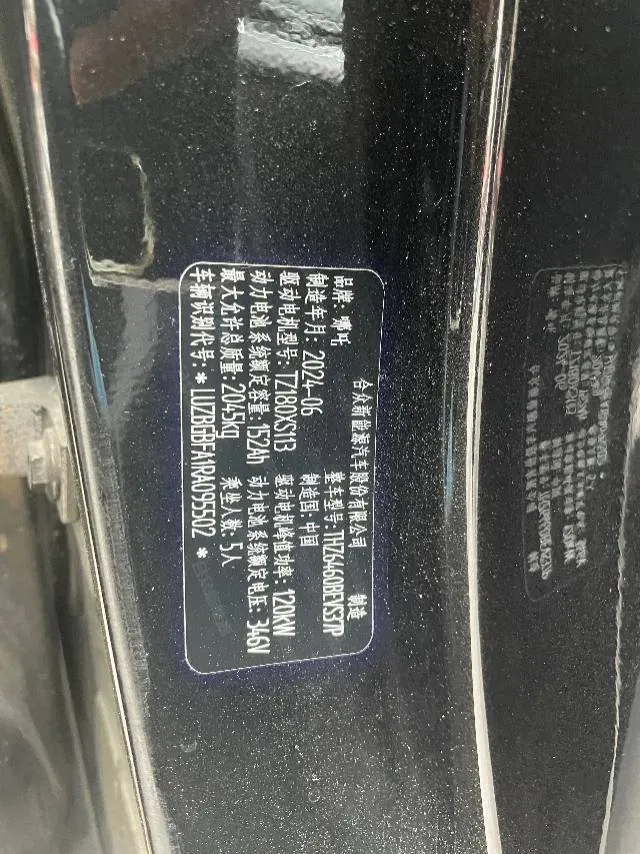 合众新能源汽车股份有限公司 制造
品牌：哪吒 整车型号：THZ6460BEVS37P
制造年月：2024-06 制造国：中国
驱动电机型号：TZ180XS113 驱动电机峰值功率：120kW
动力电池系统额定容量：152Ah 动力电池系统额定电压：346V
最大允许总质量：2045kg 乘坐人数：5人
车辆识别代号：* LUZBEBFA1RA095502 *